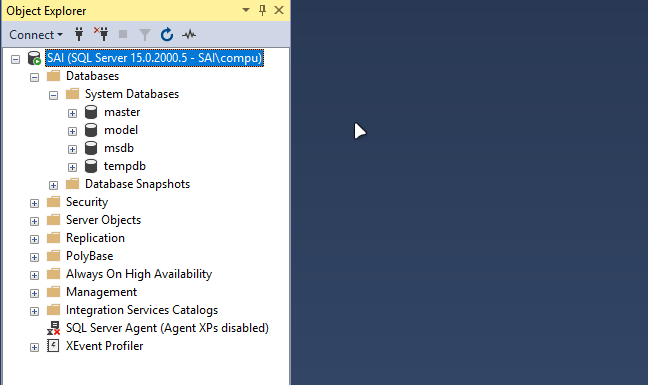 Object Explorer
Connect
SAI (SQL Server 15.0.2000.5 - SAI\compu)
Databases
System Databases
master
model
msdb
tempdb
Database Snapshots
Security
Server Objects
Replication
PolyBase
Always On High Availability
Management
Integration Services Catalogs
SQL Server Agent (Agent XPs disabled)
XEvent Profiler